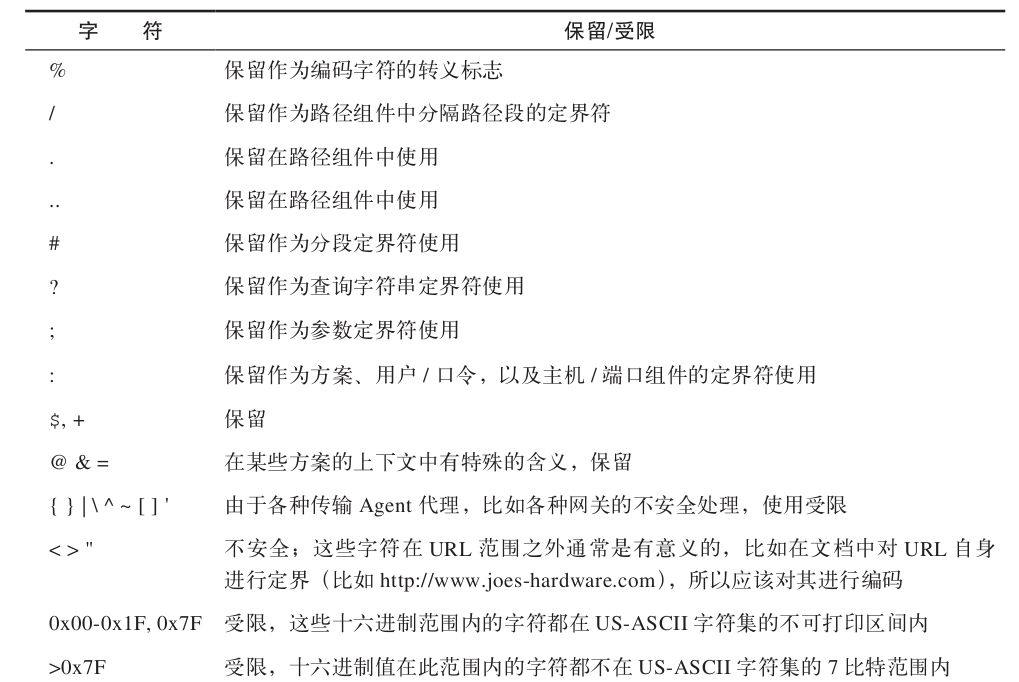 字 符 保留/受限
% 保留作为编码字符的转义标志
/ 保留作为路径组件中分隔路径段的定界符
. 保留在路径组件中使用
.. 保留在路径组件中使用
# 保留作为分段定界符使用
? 保留作为查询字符串定界符使用
; 保留作为参数定界符使用
: 保留作为方案、用户 / 口令，以及主机 / 端口组件的定界符使用
$, + 保留
@ & = 在某些方案的上下文中有特殊的含义，保留
{ } | \ ^ ~ [ ] ' 由于各种传输 Agent 代理，比如各种网关的不安全处理，使用受限
< > " 不安全；这些字符在 URL 范围之外通常是有意义的，比如在文档中对 URL 自身
进行定界（比如 http://www.joes-hardware.com），所以应该对其进行编码
0x00-0x1F, 0x7F 受限，这些十六进制范围内的字符都在 US-ASCII 字符集的不可打印区间内
>0x7F 受限，十六进制值在此范围内的字符都不在 US-ASCII 字符集的 7 比特范围内